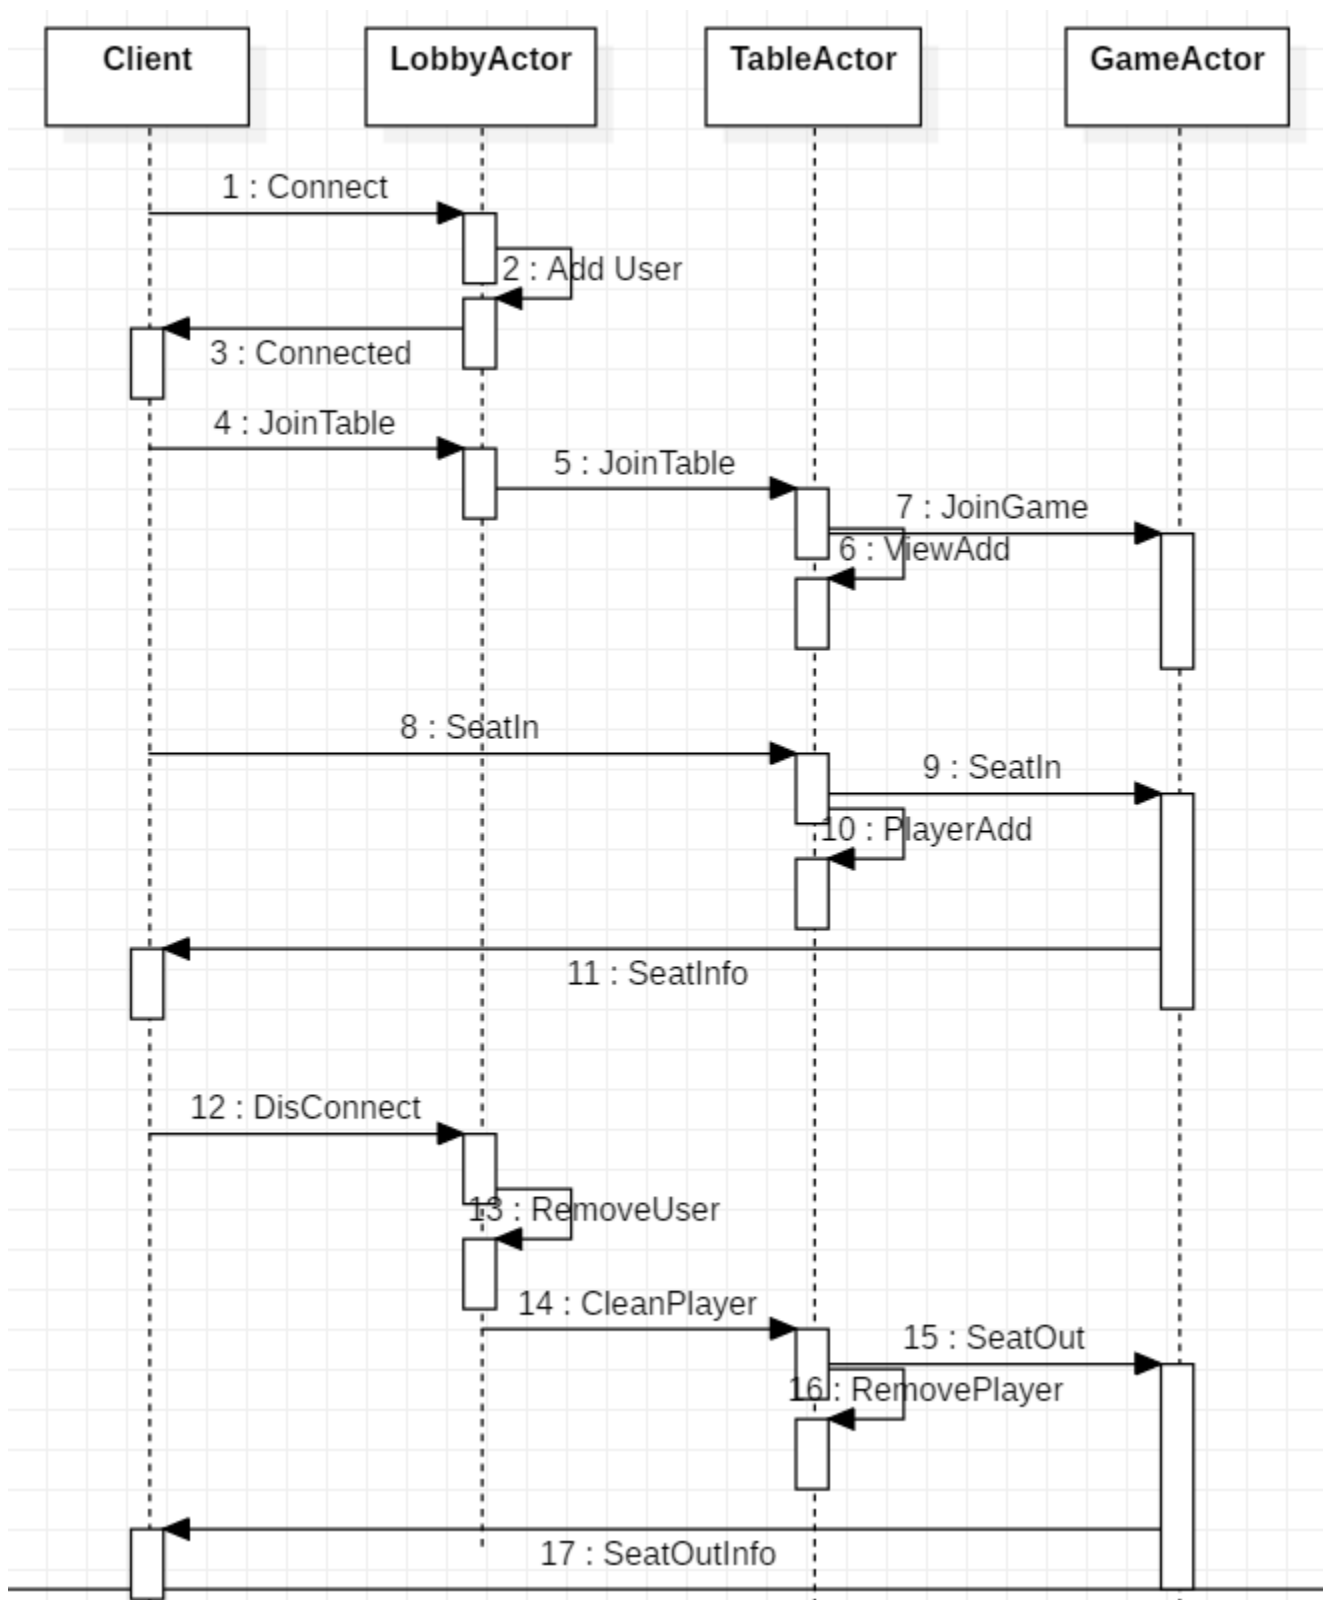 Client
LobbyActor
TableActor
GameActor
1 : Connect
2 : Add User
3 : Connected
4 : JoinTable
5 : JoinTable
7 : JoinGame
6 : ViewAdd
8 : SeatIn
9 : SeatIn
10 : PlayerAdd
11 : SeatInfo
12 : DisConnect
13 : RemoveUser
14 : CleanPlayer
15 : SeatOut
16 : RemovePlayer
17 : SeatOutInfo